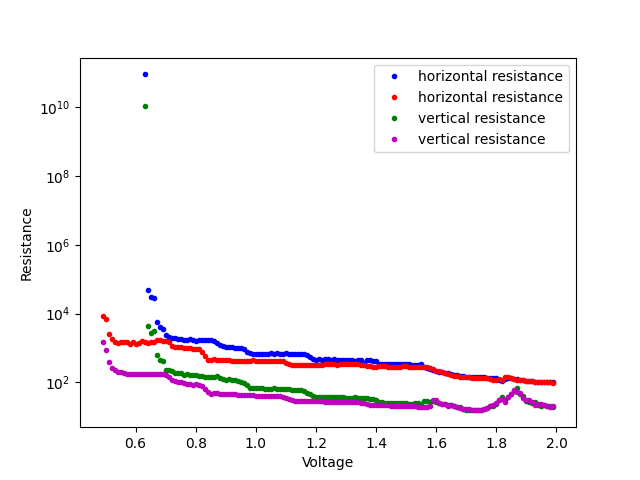 horizontal resistance
horizontal resistance
vertical resistance
vertical resistance
10^10
10^8
10^6
10^4
10^2
Resistance
0.6 0.8 1.0 1.2 1.4 1.6 1.8 2.0
Voltage